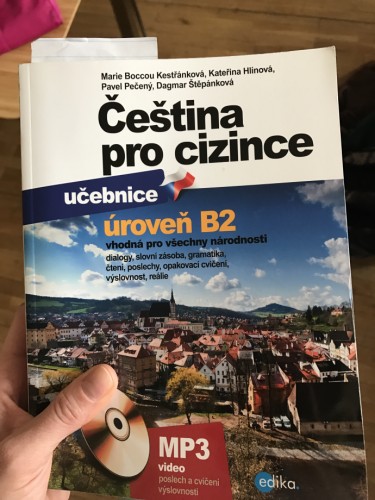 Marie Boccou Kestřánková, Kateřina Hlinová,
Pavel Pečený, Dagmar Štěpánková
Čeština
pro cizince
učebnice
úroveň B2
vhodná pro všechny národnosti
dialogy, slovní zásoba, gramatika,
čtení, poslechy, opakovací cvičení,
výslovnost, reálie
MP3
video
poslech a cvičení
výslovnosti
edika